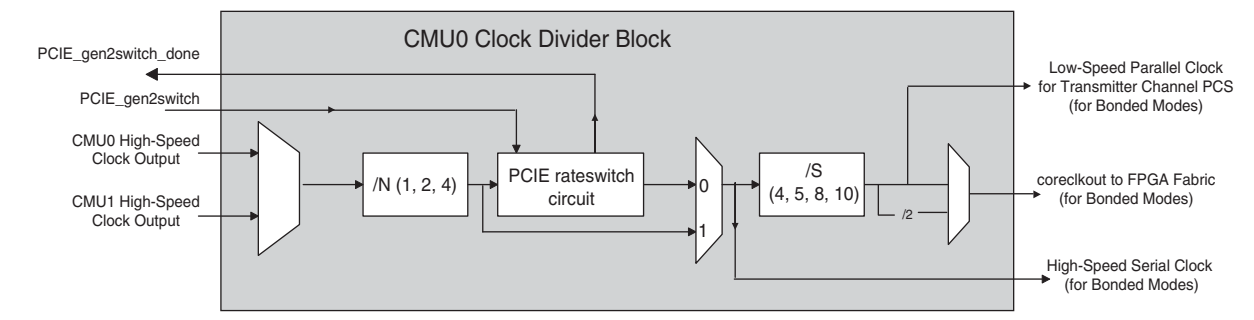 CMU0 Clock Divider Block
PCIE_gen2switch_done
PCIE_gen2switch
CMU0 High-Speed
Clock Output
CMU1 High-Speed
Clock Output
/N (1, 2, 4)
PCIE rateswitch
circuit
0
1
/S
(4, 5, 8, 10)
/2
Low-Speed Parallel Clock
for Transmitter Channel PCS
(for Bonded Modes)
coreclkout to FPGA Fabric
(for Bonded Modes)
High-Speed Serial Clock
(for Bonded Modes)